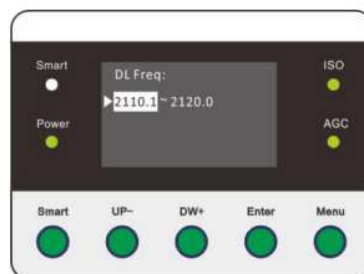 Smart
ISO
DL Freq:
2110.1 ~ 2120.0
Power
AGC
Smart
UP-
DW+
Enter
Menu